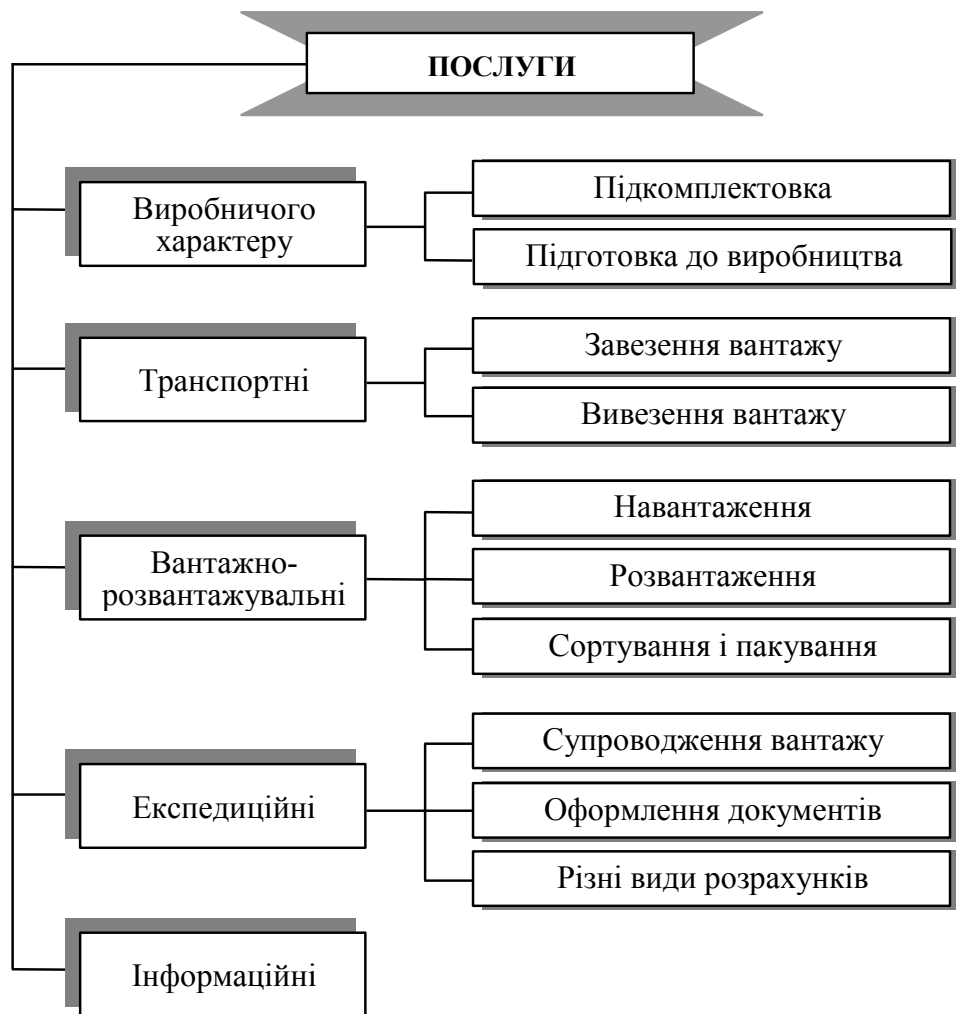 ПОСЛУГИ
Виробничого
характеру
Підкомплектовка
Підготовка до виробництва
Транспортні
Завезення вантажу
Вивезення вантажу
Вантажно-
розвантажувальні
Навантаження
Розвантаження
Сортування і пакування
Експедиційні
Супроводження вантажу
Оформлення документів
Різні види розрахунків
Інформаційні